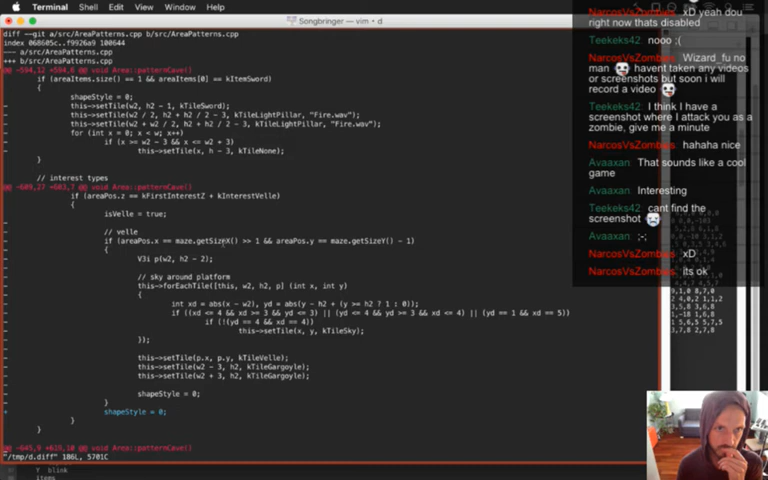 Terminal Shell Edit View Window Help
Songbringer — vim • d
diff --git a/src/AreaPatterns.cpp b/src/AreaPatterns.cpp
index 068605c..f9926a9 100644
--- a/src/AreaPatterns.cpp
+++ b/src/AreaPatterns.cpp
@@ -594,12 +594,6 @@ void Area::patternCave()
if (areaItems.size() == 1 && areaItems[0] == kItemSword)
{
- shapeStyle = 0;
- this->setTile(w2, h2 - 1, kTileSword);
- this->setTile(w2 / 2, h2 + h2 / 2 - 3, kTileLightPillar, "Fire.wav");
- this->setTile(w2 + w2 / 2, h2 + h2 / 2 - 3, kTileLightPillar, "Fire.wav");
- for (int x = 0; x < w; x++)
- if (x >= w2 - 3 && x <= w2 + 3)
- this->setTile(x, h - 3, kTileNone);
}
// interest types
@@ -609,27 +603,7 @@ void Area::patternCave()
if (areaPos.z == kFirstInterestZ + kInterestVelle)
{
isVelle = true;
-
- // velle
- if (areaPos.x == maze.getSizeX() >> 1 && areaPos.y == maze.getSizeY() - 1)
- {
- V3i p(w2, h2 - 2);
-
- // sky around platform
- this->forEachTile([this, w2, h2, p] (int x, int y)
- {
- int xd = abs(x - w2), yd = abs(y - h2 + (y >= h2 ? 1 : 0));
- if ((xd <= 4 && xd >= 3 && yd <= 3) || (yd <= 4 && yd >= 3 && xd <= 4) || (yd == 1 && xd == 5))
- if (!(yd == 4 && xd == 4))
- this->setTile(x, y, kTileSky);
- });
-
- this->setTile(p.x, p.y, kTileVelle);
- this->setTile(w2 - 3, h2, kTileGargoyle);
- this->setTile(w2 + 3, h2, kTileGargoyle);
-
- shapeStyle = 0;
- }
+ shapeStyle = 0;
}
}
@@ -645,9 +619,10 @@ void Area::patternCave()
"/tmp/d.diff" 186L, 5701C
Y blink
items
NarcosVsZombies: xD yeah dou right now thats disabled
Teekeks42: nooo ;(
NarcosVsZombies: Wizard_fu no
man havent taken any videos
or screenshots but soon i will
record a video
Teekeks42: I think I have a
screenshot where I attack you as a
zombie, give me a minute
NarcosVsZombies: hahaha nice
Avaaxan: That sounds like a cool
game
Avaaxan: Interesting
Teekeks42: cant find the
screenshot
Avaaxan: ;-;
NarcosVsZombies: xD
NarcosVsZombies: its ok